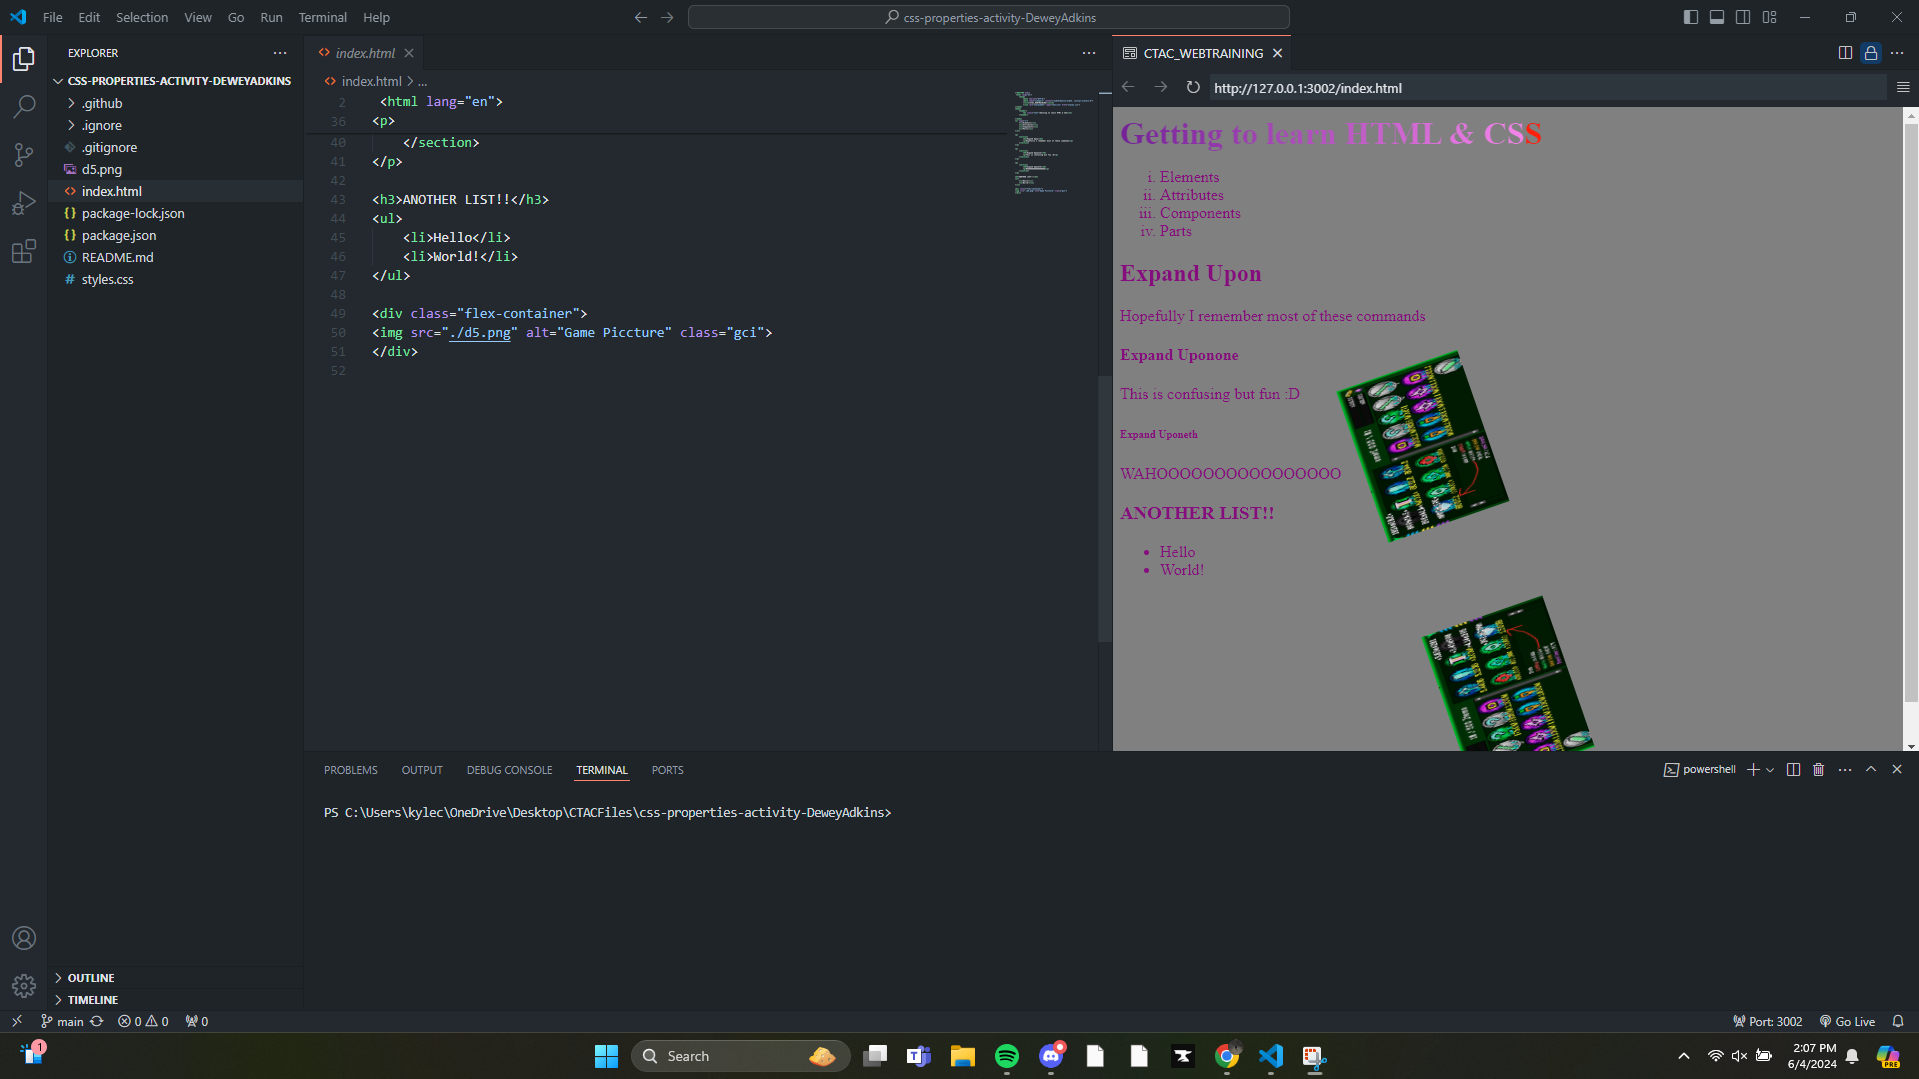 File Edit Selection View Go Run Terminal Help
css-properties-activity-DeweyAdkins
EXPLORER
CSS-PROPERTIES-ACTIVITY-DEWEYADKINS
.github
.ignore
.gitignore
d5.png
index.html
package-lock.json
package.json
README.md
styles.css
OUTLINE
TIMELINE
index.html
index.html > ...
2 <html lang="en">
36 <p>
40 </section>
41 </p>
42
43 <h3>ANOTHER LIST!!</h3>
44 <ul>
45 <li>Hello</li>
46 <li>World!</li>
47 </ul>
48
49 <div class="flex-container">
50 <img src="./d5.png" alt="Game Piccture" class="gci">
51 </div>
52
CTAC_WEBTRAINING
http://127.0.0.1:3002/index.html
Getting to learn HTML & CSS
i. Elements
ii. Attributes
iii. Components
iv. Parts
Expand Upon
Hopefully I remember most of these commands
Expand Uponone
This is confusing but fun :D
Expand Uponeth
WAHOOOOOOOOOOOOOOOO
ANOTHER LIST!!
• Hello
• World!
PROBLEMS OUTPUT DEBUG CONSOLE TERMINAL PORTS
powershell
PS C:\Users\kylec\OneDrive\Desktop\CTACFiles\css-properties-activity-DeweyAdkins>
main 0 0 0
Port: 3002 Go Live
1
Search
2:07 PM
6/4/2024
PRE